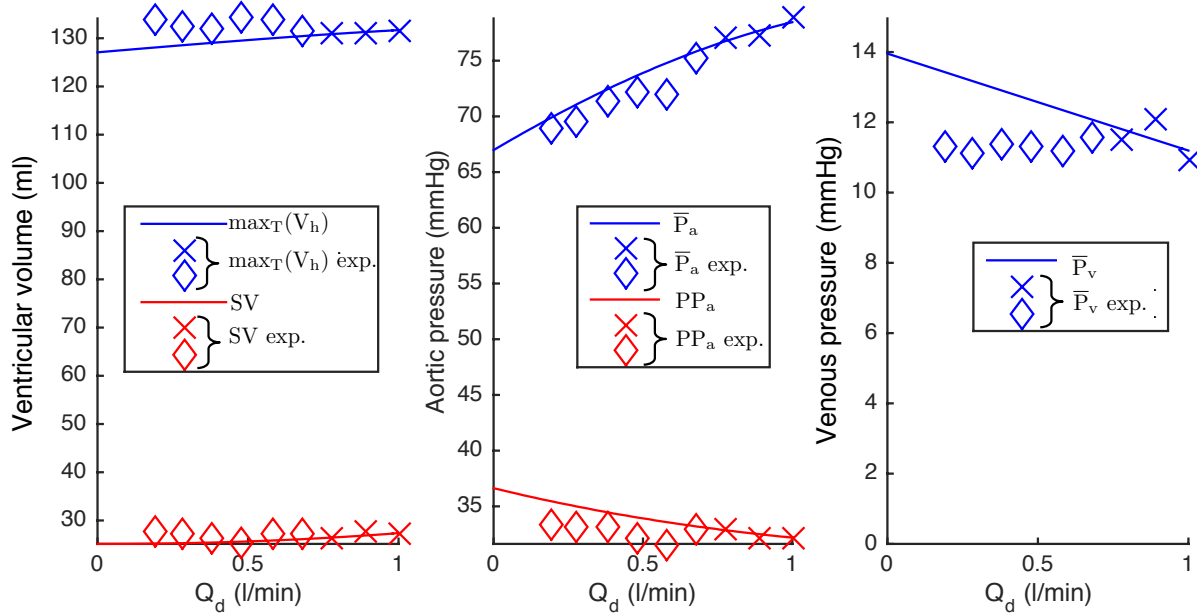 Ventricular volume (ml)
130
120
130
100
90
80
70
60
25
50
40
30
25
0
0.5
1
Q_d (l/min)
max_T(V_h)
max_T(V_h) exp.
SV
SV exp.
Aortic pressure (mmHg)
75
70
65
60
55
50
45
40
35
0
0.5
1
Q_d (l/min)
P̅_a
P̅_a exp.
PP_a
PP_a exp.
Venous pressure (mmHg)
14
12
10
8
6
4
2
0
0
0.5
1
Q_d (l/min)
P̅_v
P̅_v exp.